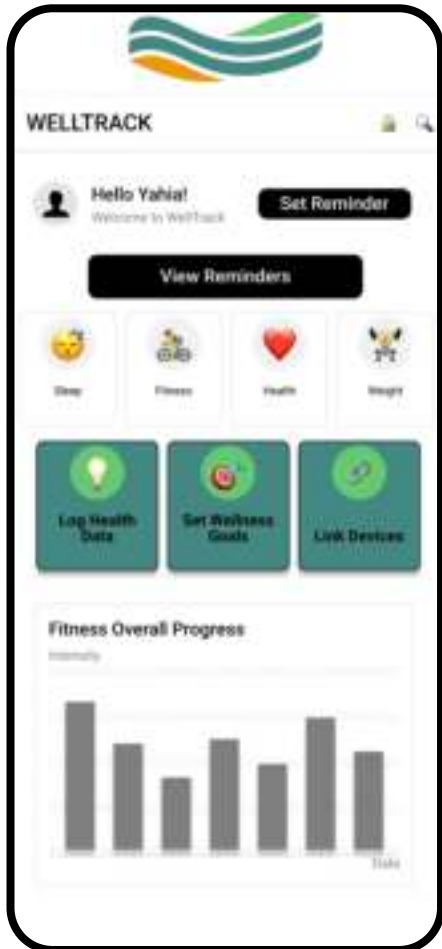 WELLTRACK
Hello Yahia!
Welcome to WellTrack
Set Reminder
View Reminders
Sleep
Fitness
Health
Weight
Log Health
Data
Set Wellness
Goals
Link Devices
Fitness Overall Progress
Intensity
Date